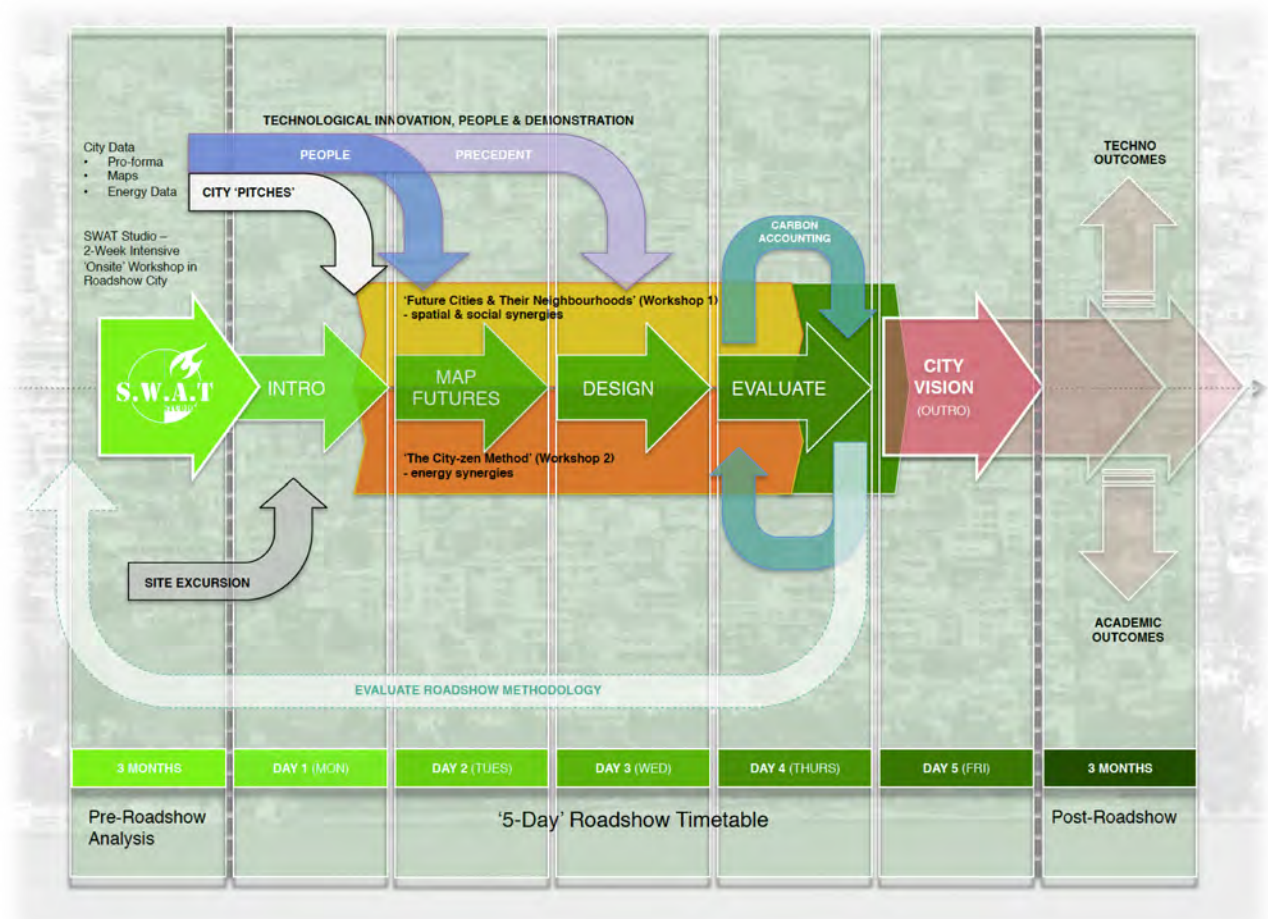 TECHNOLOGICAL INNOVATION, PEOPLE & DEMONSTRATION
City Data
• Pro-forma
• Maps
• Energy Data
PEOPLE
PRECEDENT
CITY 'PITCHES'
SWAT Studio –
2-Week Intensive
'Onsite' Workshop in
Roadshow City
CARBON
ACCOUNTING
TECHNO
OUTCOMES
'Future Cities & Their Neighbourhoods' (Workshop 1)
- spatial & social synergies
S.W.A.T
INTRO
MAP
FUTURES
DESIGN
EVALUATE
CITY
VISION
(OUTRO)
'The City-zen Method' (Workshop 2)
- energy synergies
SITE EXCURSION
ACADEMIC
OUTCOMES
EVALUATE ROADSHOW METHODOLOGY
3 MONTHS
DAY 1 (MON)
DAY 2 (TUES)
DAY 3 (WED)
DAY 4 (THURS)
DAY 5 (FRI)
3 MONTHS
Pre-Roadshow
Analysis
'5-Day' Roadshow Timetable
Post-Roadshow